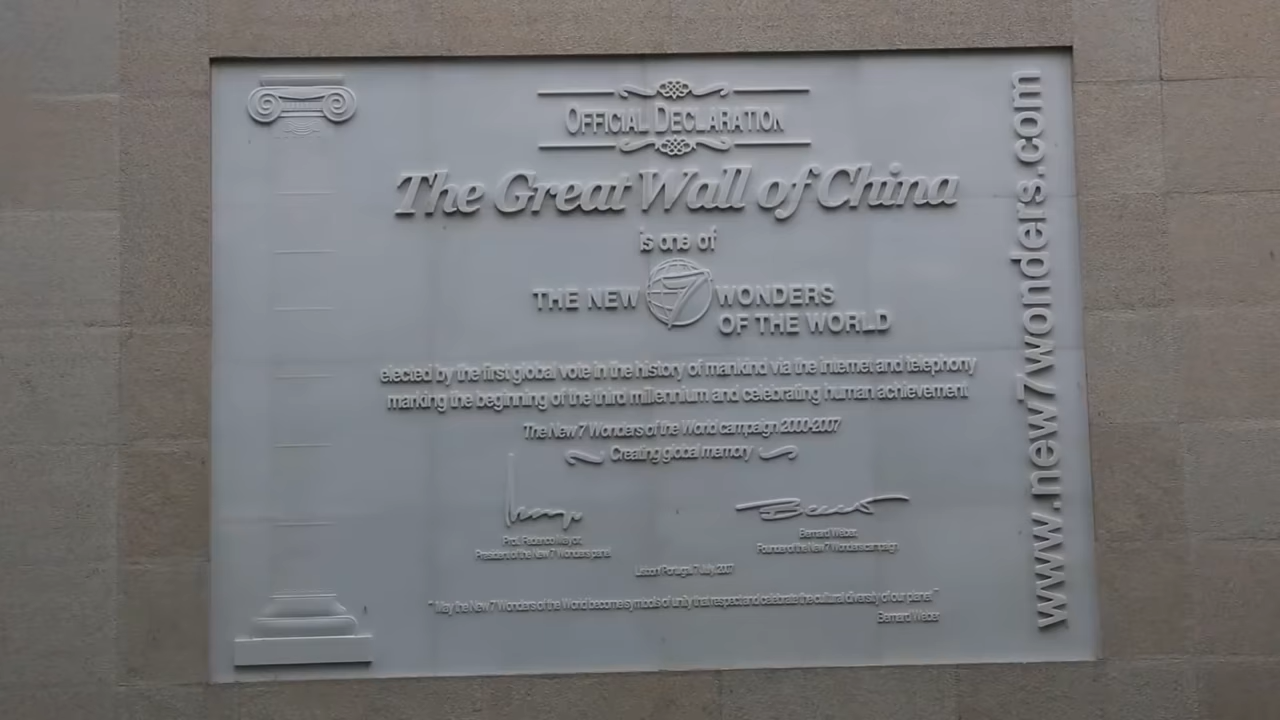 OFFICIAL DECLARATION
The Great Wall of China
is one of
THE NEW 7 WONDERS
OF THE WORLD
elected by the first global vote in the history of mankind via the internet and telephony
marking the beginning of the third millennium and celebrating human achievement
The New 7 Wonders of the World campaign 2000-2007
Creating global memory
Prof. Federico Mayor,
President of the New 7 Wonders panel
Bernard Weber,
Founder of the New 7 Wonders campaign
Lisbon, Portugal, 7 July, 2007
"May the New 7 Wonders of the World become symbols of unity that respect and celebrate the cultural diversity of our planet"
Bernard Weber
www.new7wonders.com